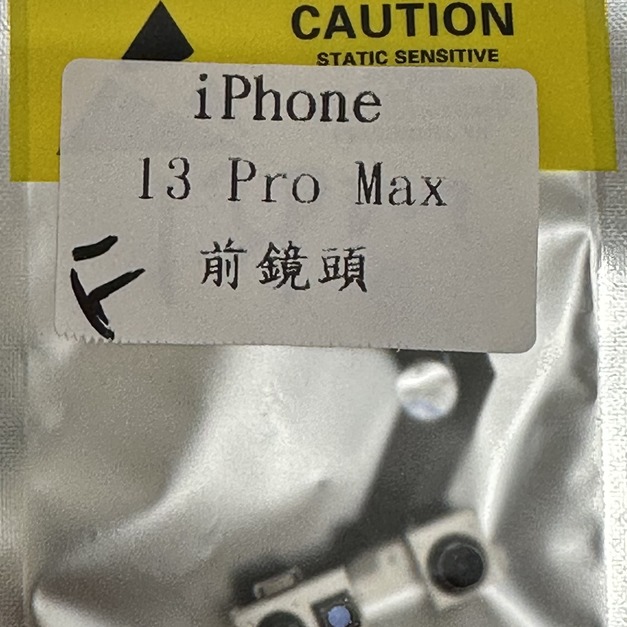 CAUTION
STATIC SENSITIVE
iPhone
13 Pro Max
前鏡頭